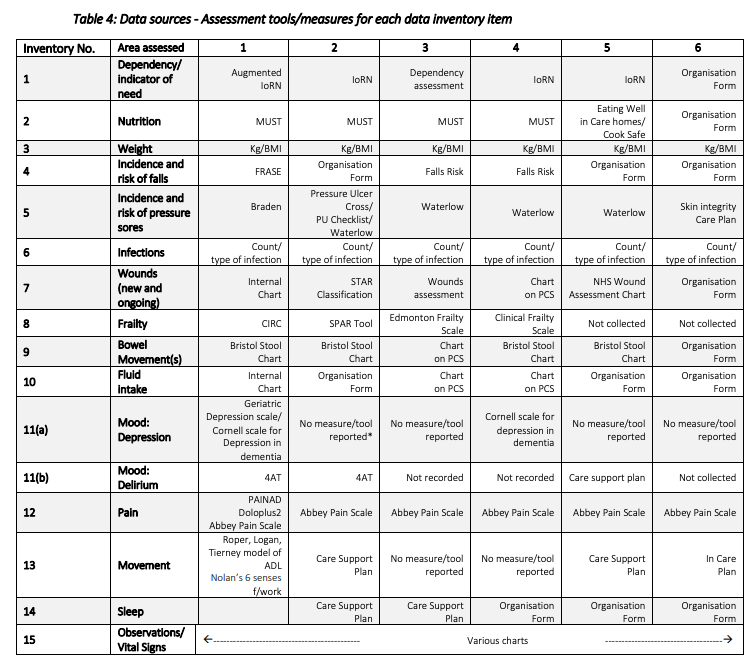 Table 4: Data sources - Assessment tools/measures for each data inventory item
Inventory No. Area assessed 1 2 3 4 5 6
1 Dependency/ indicator of need Augmented IoRN IoRN Dependency assessment IoRN IoRN Organisation Form
2 Nutrition MUST MUST MUST MUST Eating Well in Care homes/ Cook Safe Organisation Form
3 Weight Kg/BMI Kg/BMI Kg/BMI Kg/BMI Kg/BMI Kg/BMI
4 Incidence and risk of falls FRASE Organisation Form Falls Risk Falls Risk Organisation Form Organisation Form
5 Incidence and risk of pressure sores Braden Pressure Ulcer Cross/ PU Checklist/ Waterlow Waterlow Waterlow Waterlow Skin integrity Care Plan
6 Infections Count/ type of infection Count/ type of infection Count/ type of infection Count/ type of infection Count/ type of infection Count/ type of infection
7 Wounds (new and ongoing) Internal Chart STAR Classification Wounds assessment Chart on PCS NHS Wound Assessment Chart Organisation Form
8 Frailty CIRC SPAR Tool Edmonton Frailty Scale Clinical Frailty Scale Not collected Not collected
9 Bowel Movement(s) Bristol Stool Chart Bristol Stool Chart Chart on PCS Bristol Stool Chart Bristol Stool Chart Organisation Form
10 Fluid intake Internal Chart Organisation Form Chart on PCS Chart on PCS Organisation Form Organisation Form
11(a) Mood: Depression Geriatric Depression scale/ Cornell scale for Depression in dementia No measure/tool reported* No measure/tool reported Cornell scale for depression in dementia No measure/tool reported No measure/tool reported
11(b) Mood: Delirium 4AT 4AT Not recorded Not recorded Care support plan Not collected
12 Pain PAINAD Doloplus2 Abbey Pain Scale Abbey Pain Scale Abbey Pain Scale Abbey Pain Scale Abbey Pain Scale Abbey Pain Scale
13 Movement Roper, Logan, Tierney model of ADL Nolan's 6 senses f/work Care Support Plan No measure/tool reported No measure/tool reported Care Support Plan In Care Plan
14 Sleep Care Support Plan Care Support Plan Organisation Form Organisation Form Organisation Form
15 Observations/ Vital Signs Various charts